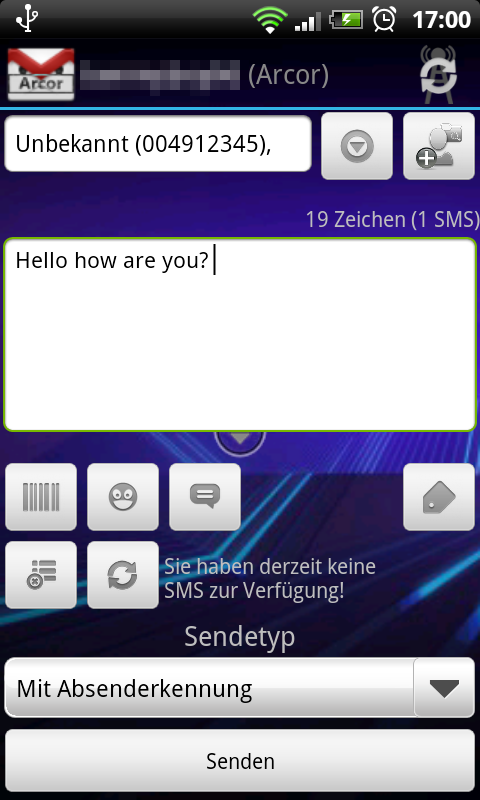 17:00
Arcor
(Arcor)
Unbekannt (004912345),
19 Zeichen (1 SMS)
Hello how are you?
Sie haben derzeit keine
SMS zur Verfügung!
Sendetyp
Mit Absenderkennung
Senden